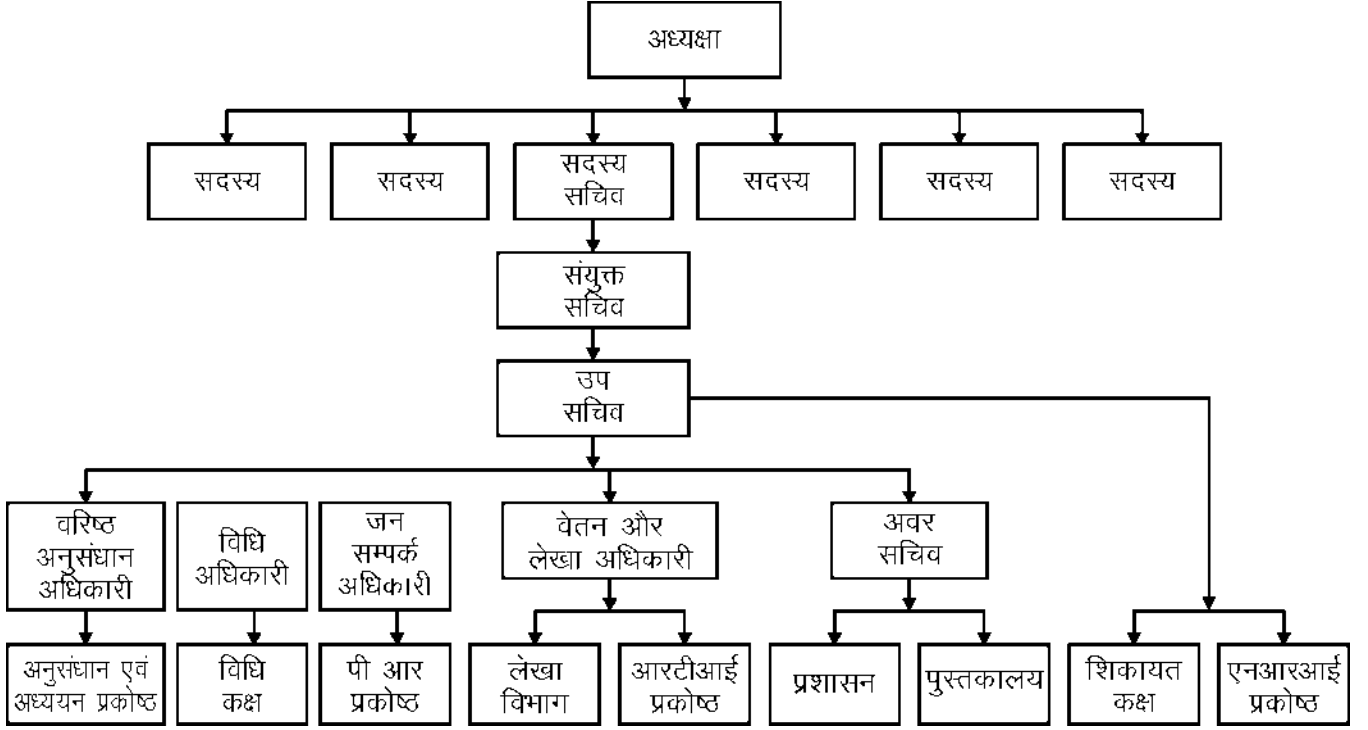 अध्यक्षा
सदस्य
सदस्य
सदस्य
सचिव
सदस्य
सदस्य
सदस्य
संयुक्त
सचिव
उप
सचिव
वरिष्ठ
अनुसंधान
अधिकारी
विधि
अधिकारी
जन
सम्पर्क
अधिकारी
वेतन और
लेखा अधिकारी
अवर
सचिव
अनुसंधान एवं
अध्ययन प्रकोष्ठ
विधि
कक्ष
पी आर
प्रकोष्ठ
लेखा
विभाग
आरटीआई
प्रकोष्ठ
प्रशासन
पुस्तकालय
शिकायत
कक्ष
एनआरआई
प्रकोष्ठ